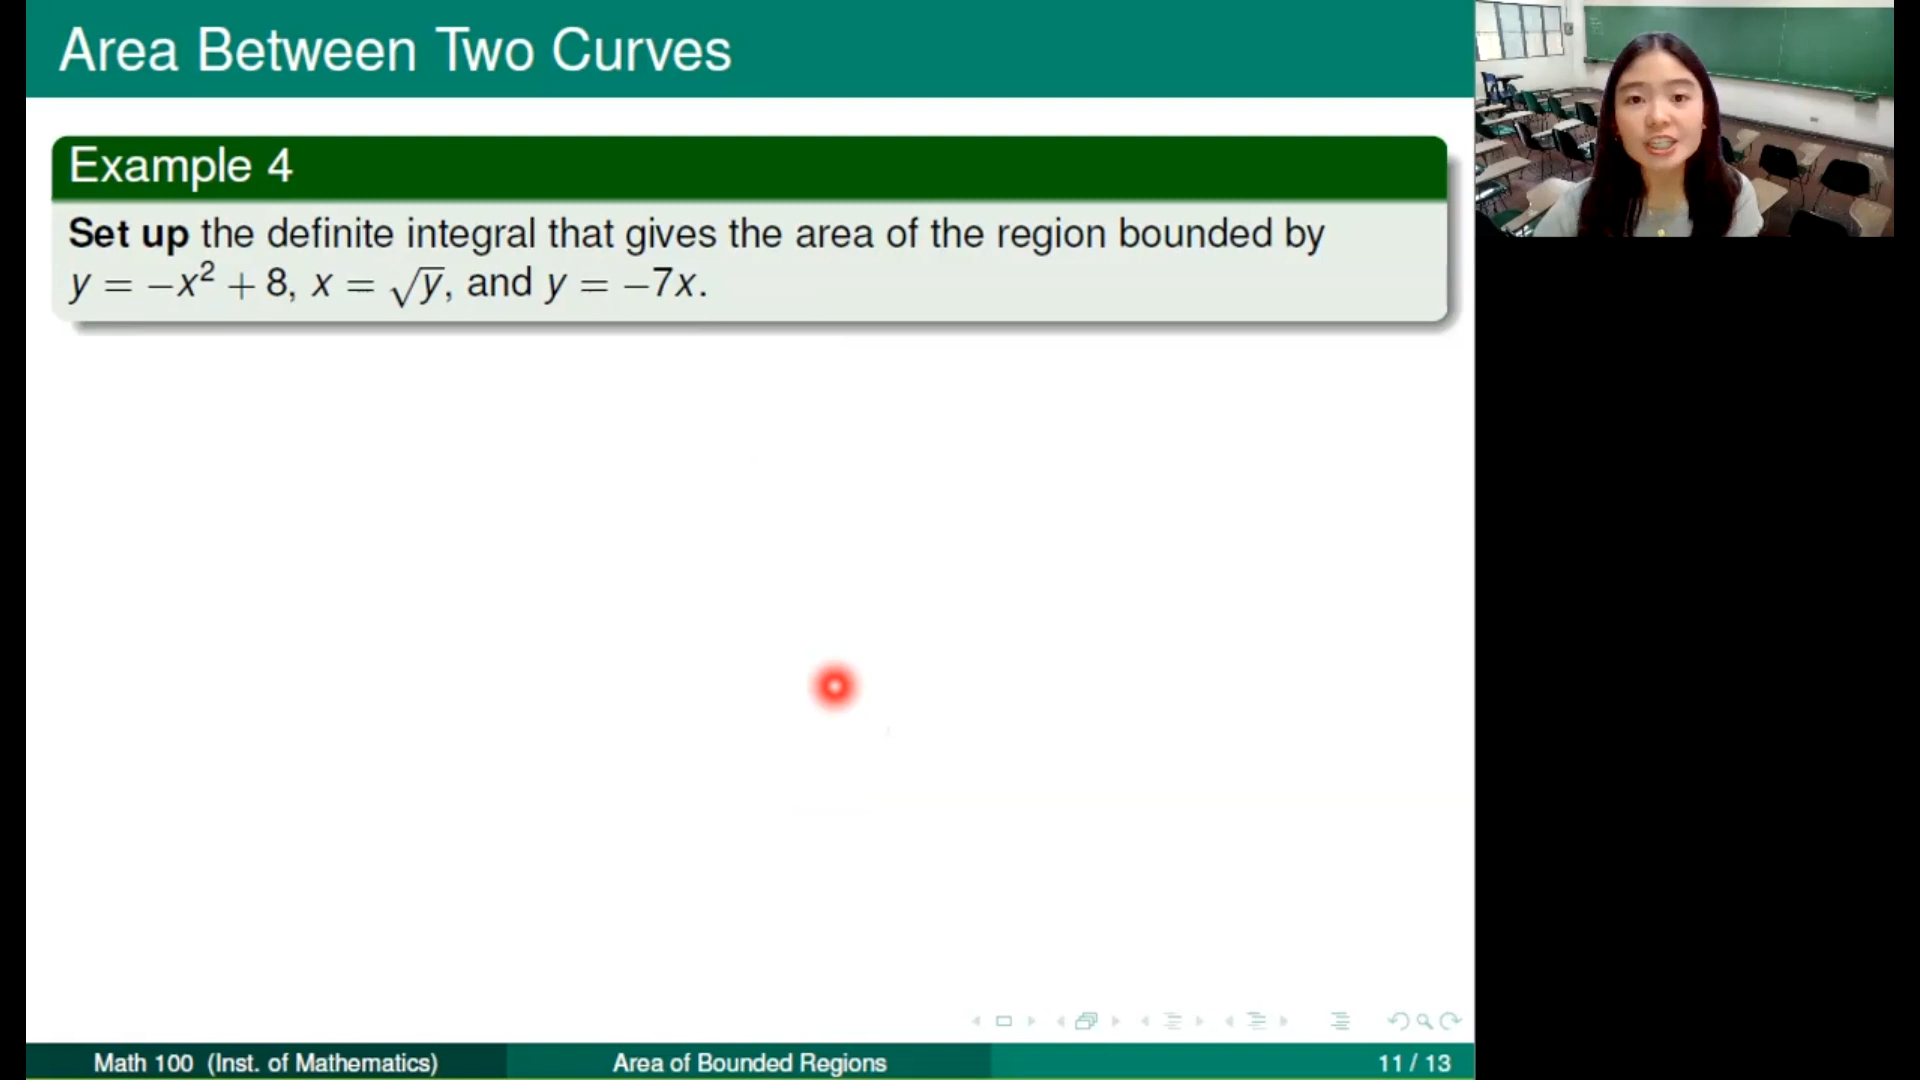 Area Between Two Curves
Example 4
Set up the definite integral that gives the area of the region bounded by
y = −x² + 8, x = √y, and y = −7x.
Math 100 (Inst. of Mathematics)
Area of Bounded Regions
11 / 13